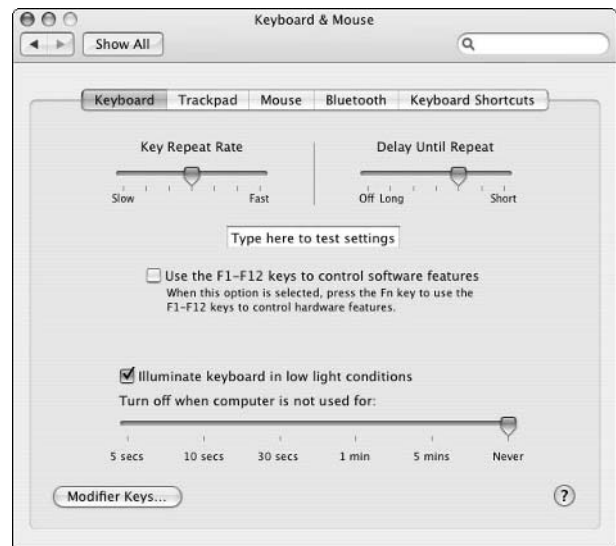 Keyboard & Mouse
Show All
Keyboard Trackpad Mouse Bluetooth Keyboard Shortcuts
Key Repeat Rate Delay Until Repeat
Slow Fast Off Long Short
Type here to test settings
Use the F1–F12 keys to control software features
When this option is selected, press the Fn key to use the
F1–F12 keys to control hardware features.
Illuminate keyboard in low light conditions
Turn off when computer is not used for:
5 secs 10 secs 30 secs 1 min 5 mins Never
Modifier Keys... ?